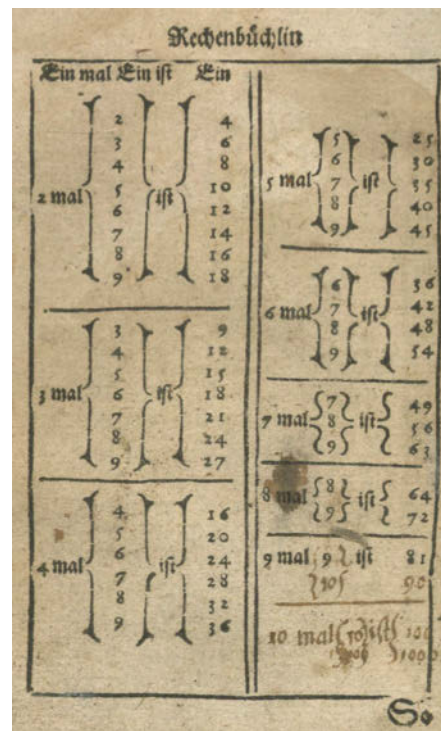 Rechenbüchlin
Ein mal Ein ist Ein
2 4
3 6
4 8
2 mal 5 ist 10
6 12
7 14
8 16
9 18
3 9
4 12
5 15
3 mal 6 ist 18
7 21
8 24
9 27
4 16
5 20
6 24
4 mal 7 ist 28
8 32
9 36
5 25
6 30
5 mal 7 ist 35
8 40
9 45
6 36
6 mal 7 ist 42
8 48
9 54
7 49
7 mal 8 ist 56
9 63
8 mal 8 ist 64
9 72
9 mal 9 ist 81
10 90
10 mal 10 ist 100
100 1000
So